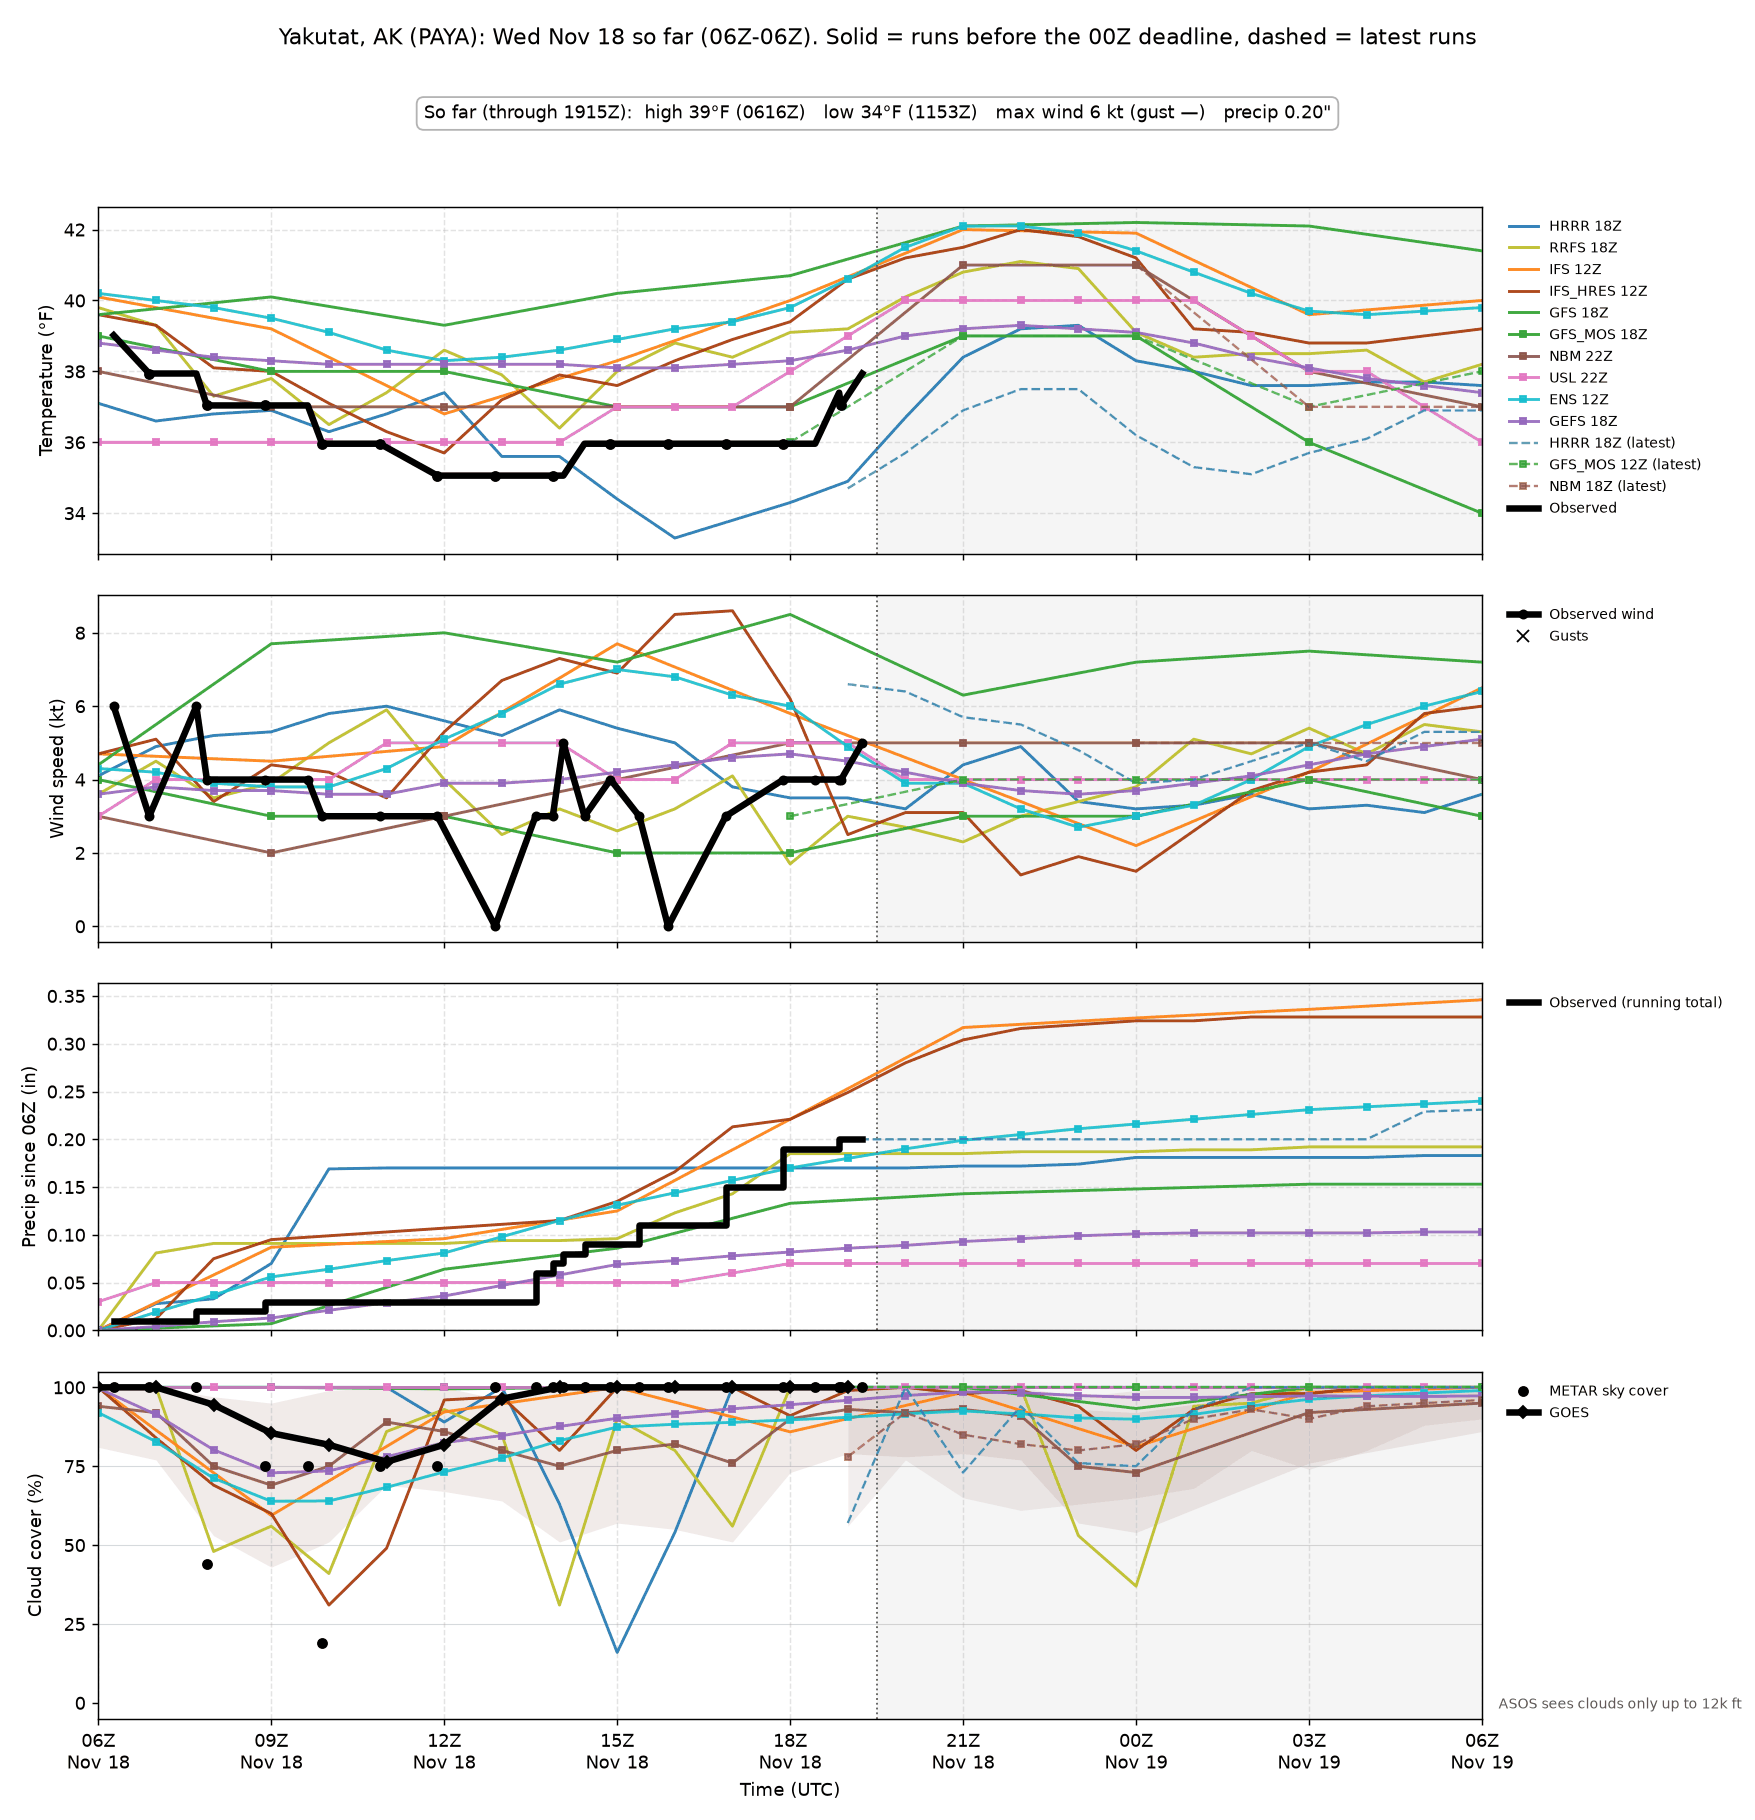 Yakutat, AK (PAYA): Wed Nov 18 so far (06Z-06Z). Solid = runs before the 00Z deadline, dashed = latest runs
So far (through 1915Z):  high 39°F (0616Z)   low 34°F (1153Z)   max wind 6 kt (gust —)   precip 0.20"
Temperature (°F)
42
40
38
36
34
HRRR 18Z
RRFS 18Z
IFS 12Z
IFS_HRES 12Z
GFS 18Z
GFS_MOS 18Z
NBM 22Z
USL 22Z
ENS 12Z
GEFS 18Z
HRRR 18Z (latest)
GFS_MOS 12Z (latest)
NBM 18Z (latest)
Observed
Wind speed (kt)
8
6
4
2
0
Observed wind
Gusts
Precip since 06Z (in)
0.35
0.30
0.25
0.20
0.15
0.10
0.05
0.00
Observed (running total)
Cloud cover (%)
100
75
50
25
0
METAR sky cover
GOES
ASOS sees clouds only up to 12k ft
06Z 09Z 12Z 15Z 18Z 21Z 00Z 03Z 06Z
Nov 18 Nov 18 Nov 18 Nov 18 Nov 18 Nov 18 Nov 19 Nov 19 Nov 19
Time (UTC)